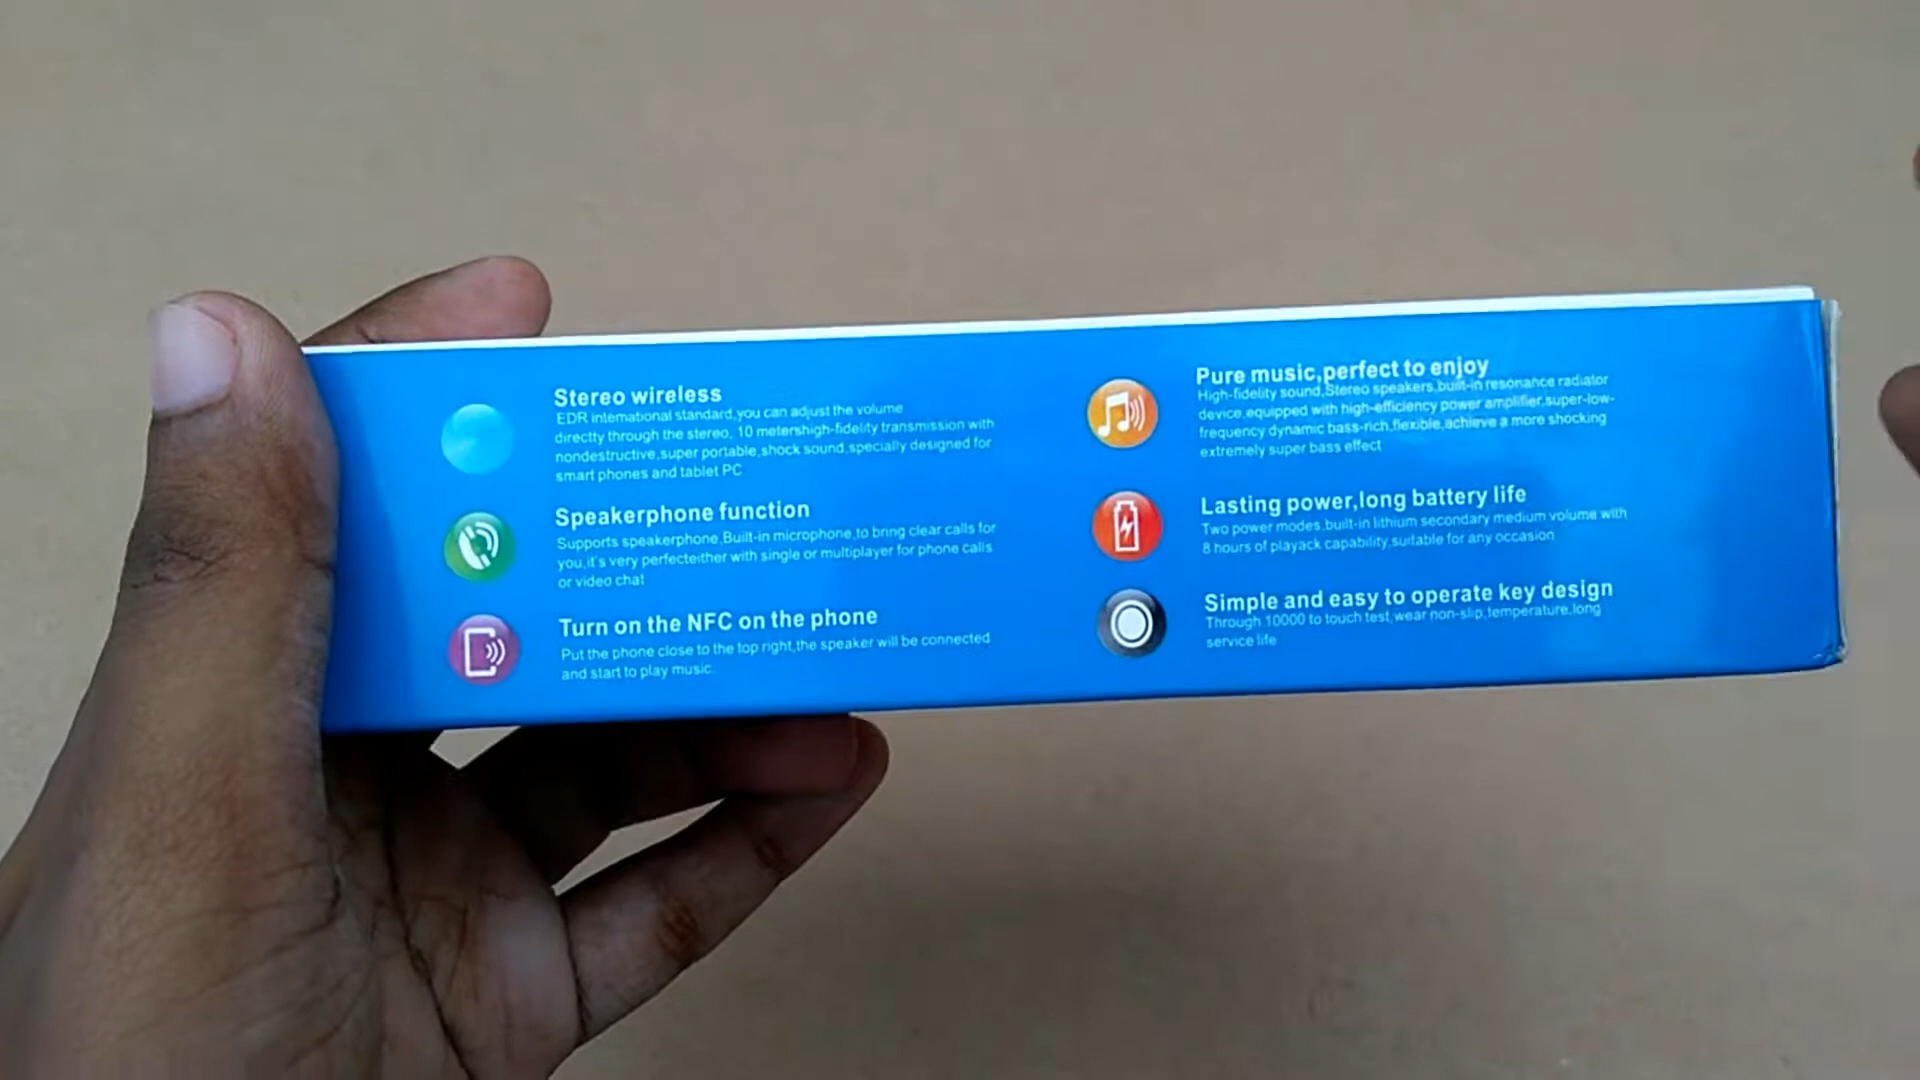 Stereo wireless
EDR international standard,you can adjust the volume
directty through the stereo, 10 metershigh-fidelity transmission with
nondestructive,super portable,shock sound,specially designed for
smart phones and tablet PC
Speakerphone function
Supports speakerphone,Built-in microphone,to bring clear calls for
you,it's very perfecteither with single or multiplayer for phone calls
or video chat
Turn on the NFC on the phone
Put the phone close to the top right,the speaker will be connected
and start to play music.
Pure music,perfect to enjoy
High-fidelity sound,Stereo speakers,built-in resonance radiator
device,equipped with high-efficiency power amplifier,super-low-
frequency dynamic bass-rich,flexible,achieve a more shocking
extremely super bass effect
Lasting power,long battery life
Two power modes,built-in lithium secondary medium volume with
8 hours of playack capability,suitable for any occasion
Simple and easy to operate key design
Through 10000 to touch test,wear non-slip,temperature,long
service life